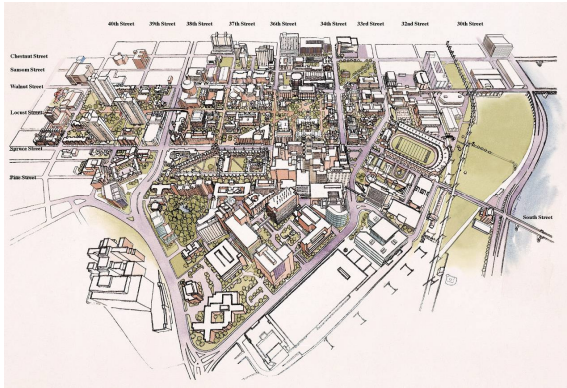 40th Street 39th Street 38th Street 37th Street 36th Street 34th Street 33rd Street 32nd Street 30th Street
Chestnut Street
Sansom Street
Walnut Street
Locust Street
Spruce Street
Pine Street
South Street